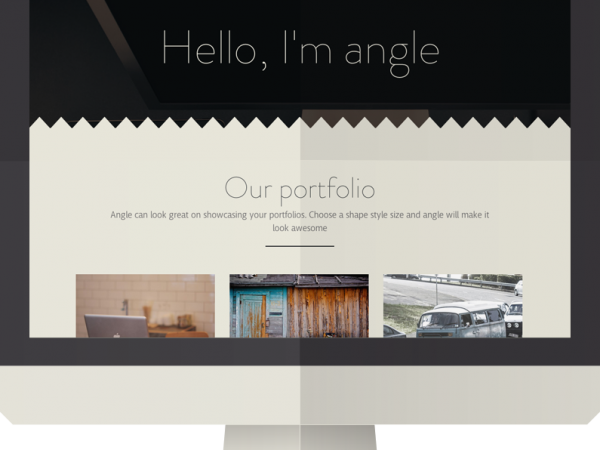 Hello, I'm angle
Our portfolio
Angle can look great on showcasing your portfolios. Choose a shape style size and angle will make it
look awesome